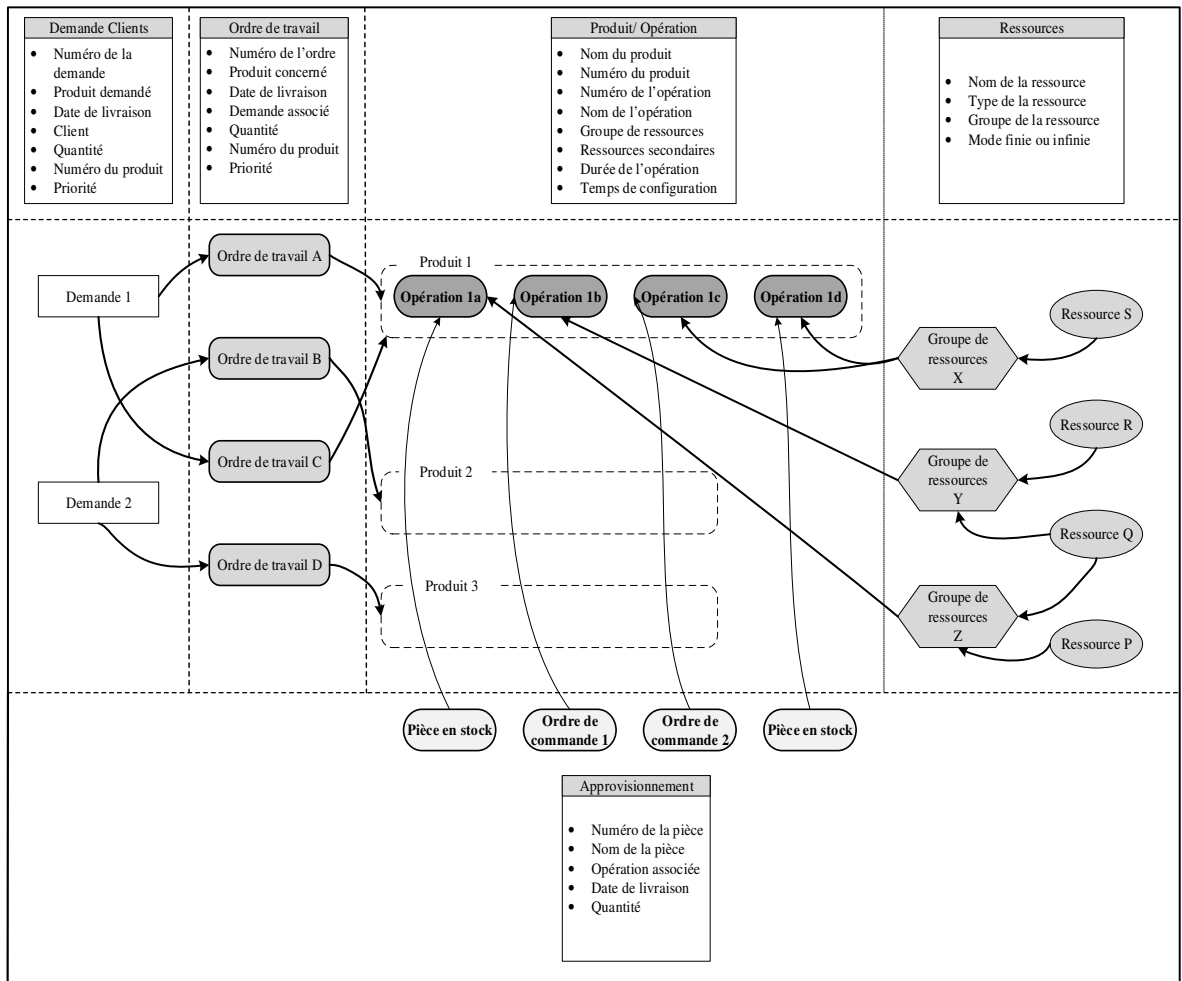 Demande Clients
• Numéro de la
demande
• Produit demandé
• Date de livraison
• Client
• Quantité
• Numéro du produit
• Priorité
Ordre de travail
• Numéro de l'ordre
• Produit concerné
• Date de livraison
• Demande associé
• Quantité
• Numéro du produit
• Priorité
Produit/ Opération
• Nom du produit
• Numéro du produit
• Numéro de l'opération
• Nom de l'opération
• Groupe de ressources
• Ressources secondaires
• Durée de l'opération
• Temps de configuration
Ressources
• Nom de la ressource
• Type de la ressource
• Groupe de la ressource
• Mode finie ou infinie
Demande 1
Demande 2
Ordre de travail A
Ordre de travail B
Ordre de travail C
Ordre de travail D
Produit 1
Opération 1a
Opération 1b
Opération 1c
Opération 1d
Produit 2
Produit 3
Groupe de
ressources
X
Groupe de
ressources
Y
Groupe de
ressources
Z
Ressource S
Ressource R
Ressource Q
Ressource P
Pièce en stock
Ordre de
commande 1
Ordre de
commande 2
Pièce en stock
Approvisionnement
• Numéro de la pièce
• Nom de la pièce
• Opération associée
• Date de livraison
• Quantité